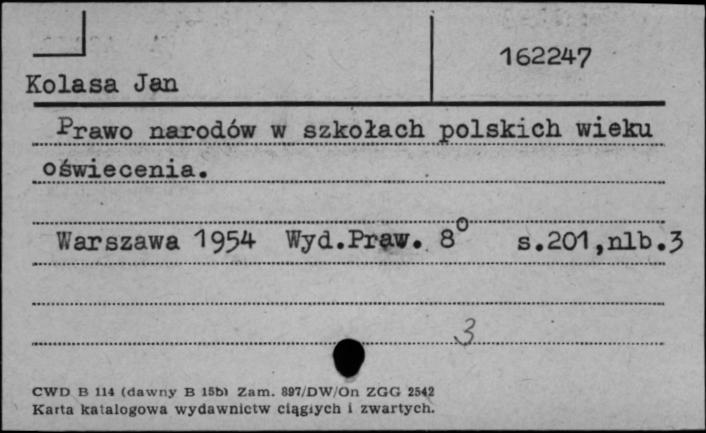 162247
Kolasa Jan
Prawo narodów w szkołach polskich wieku
oświecenia.
Warszawa 1954 Wyd.Praw. 8° s.201,nlb.3
3
CWD B 114 (dawny B 15b) Zam. 897/DW/On ZGG 2542
Karta katalogowa wydawnictw ciągłych i zwartych.